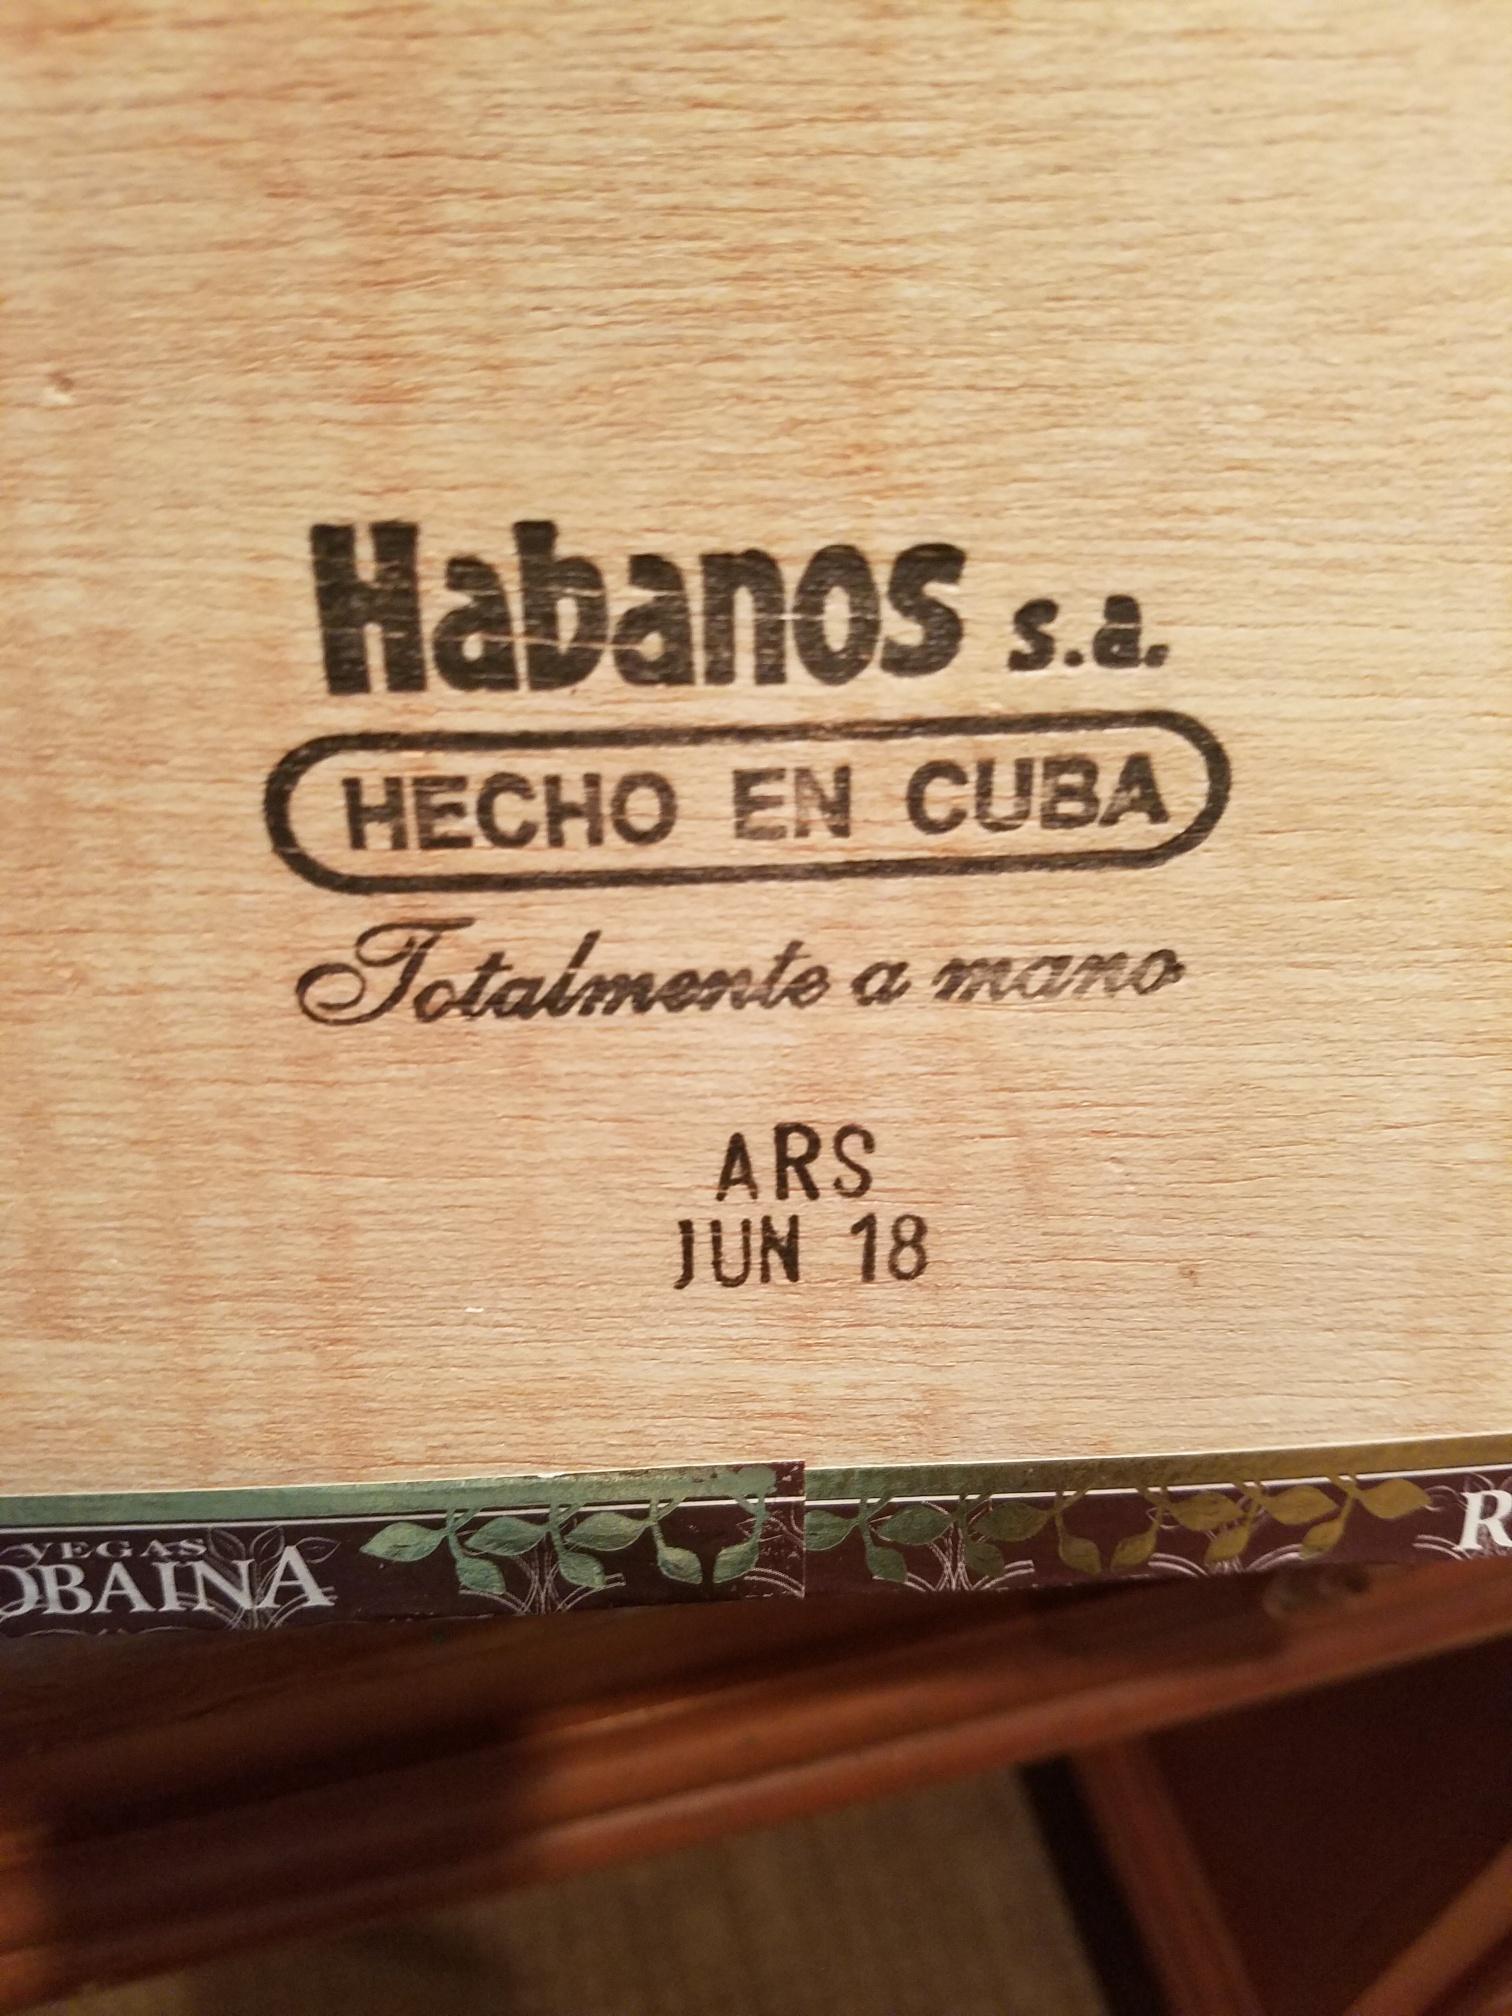 Habanos s.a.
HECHO EN CUBA
Totalmente a mano
ARS
JUN 18
VEGAS
OBAINA
R